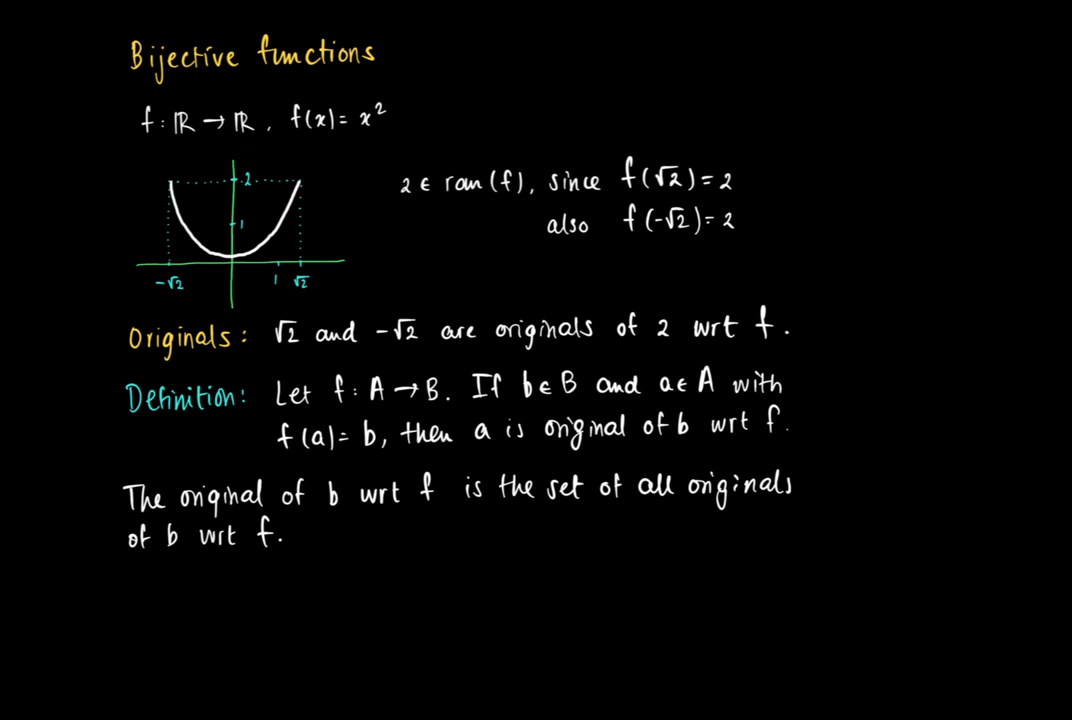 Bijective functions
f : ℝ → ℝ, f(x) = x²
2
1
-√2
1
√2
2 ∈ ran(f), since f(√2) = 2
also f(-√2) = 2
Originals: √2 and -√2 are originals of 2 wrt f.
Definition: Let f : A → B. If b ∈ B and a ∈ A with
f(a) = b, then a is original of b wrt f.
The original of b wrt f is the set of all originals
of b wrt f.